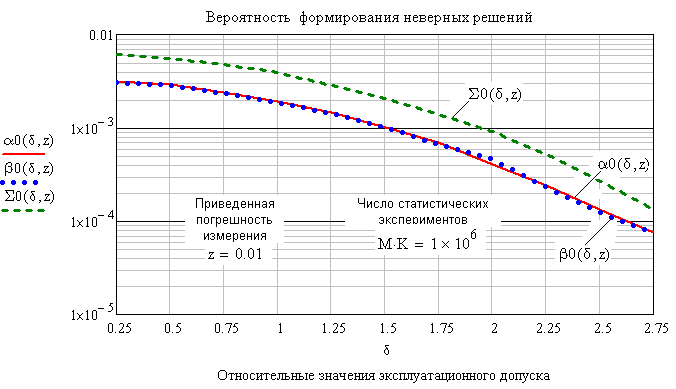 Вероятность формирования неверных решений
0.01
1×10⁻³
1×10⁻⁴
1×10⁻⁵
α0(δ,z)
β0(δ,z)
Σ0(δ,z)
Σ0(δ,z)
α0(δ,z)
β0(δ,z)
Приведенная
погрешность
измерения
z = 0.01
Число статистических
экспериментов
M·K = 1×10⁶
0.25 0.5 0.75 1 1.25 1.5 1.75 2 2.25 2.5 2.75
δ
Относительные значения эксплуатационного допуска